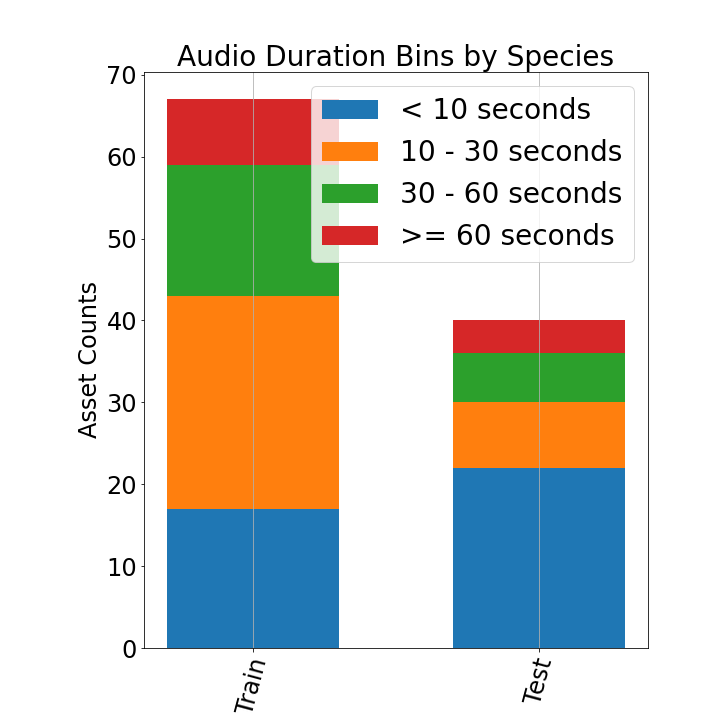 Audio Duration Bins by Species
70
60
50
40
30
20
10
0
Asset Counts
< 10 seconds
10 - 30 seconds
30 - 60 seconds
>= 60 seconds
Train
Test